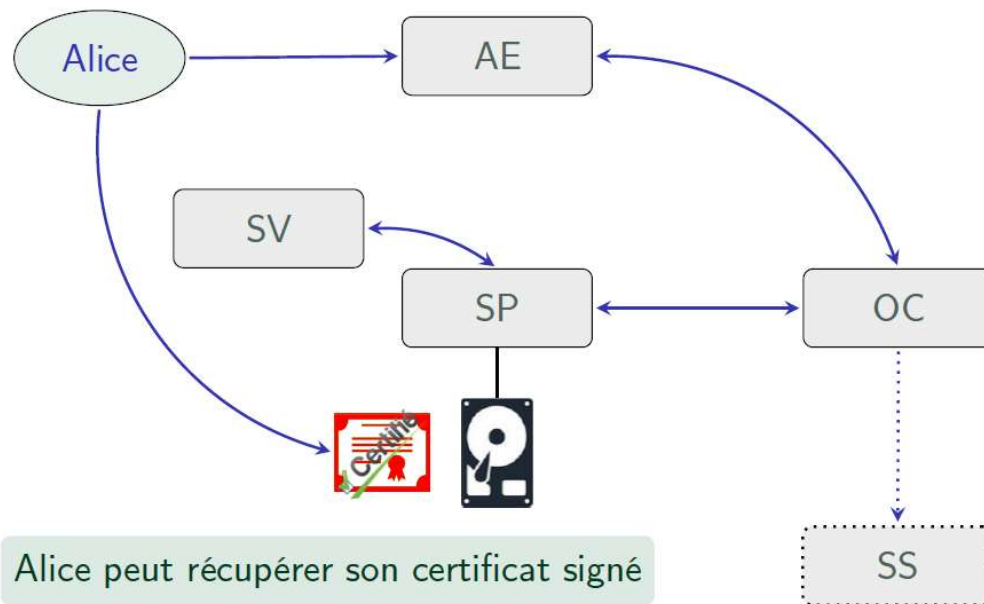 Alice
AE
SV
SP
OC
Certifié
Alice peut récupérer son certificat signé
SS